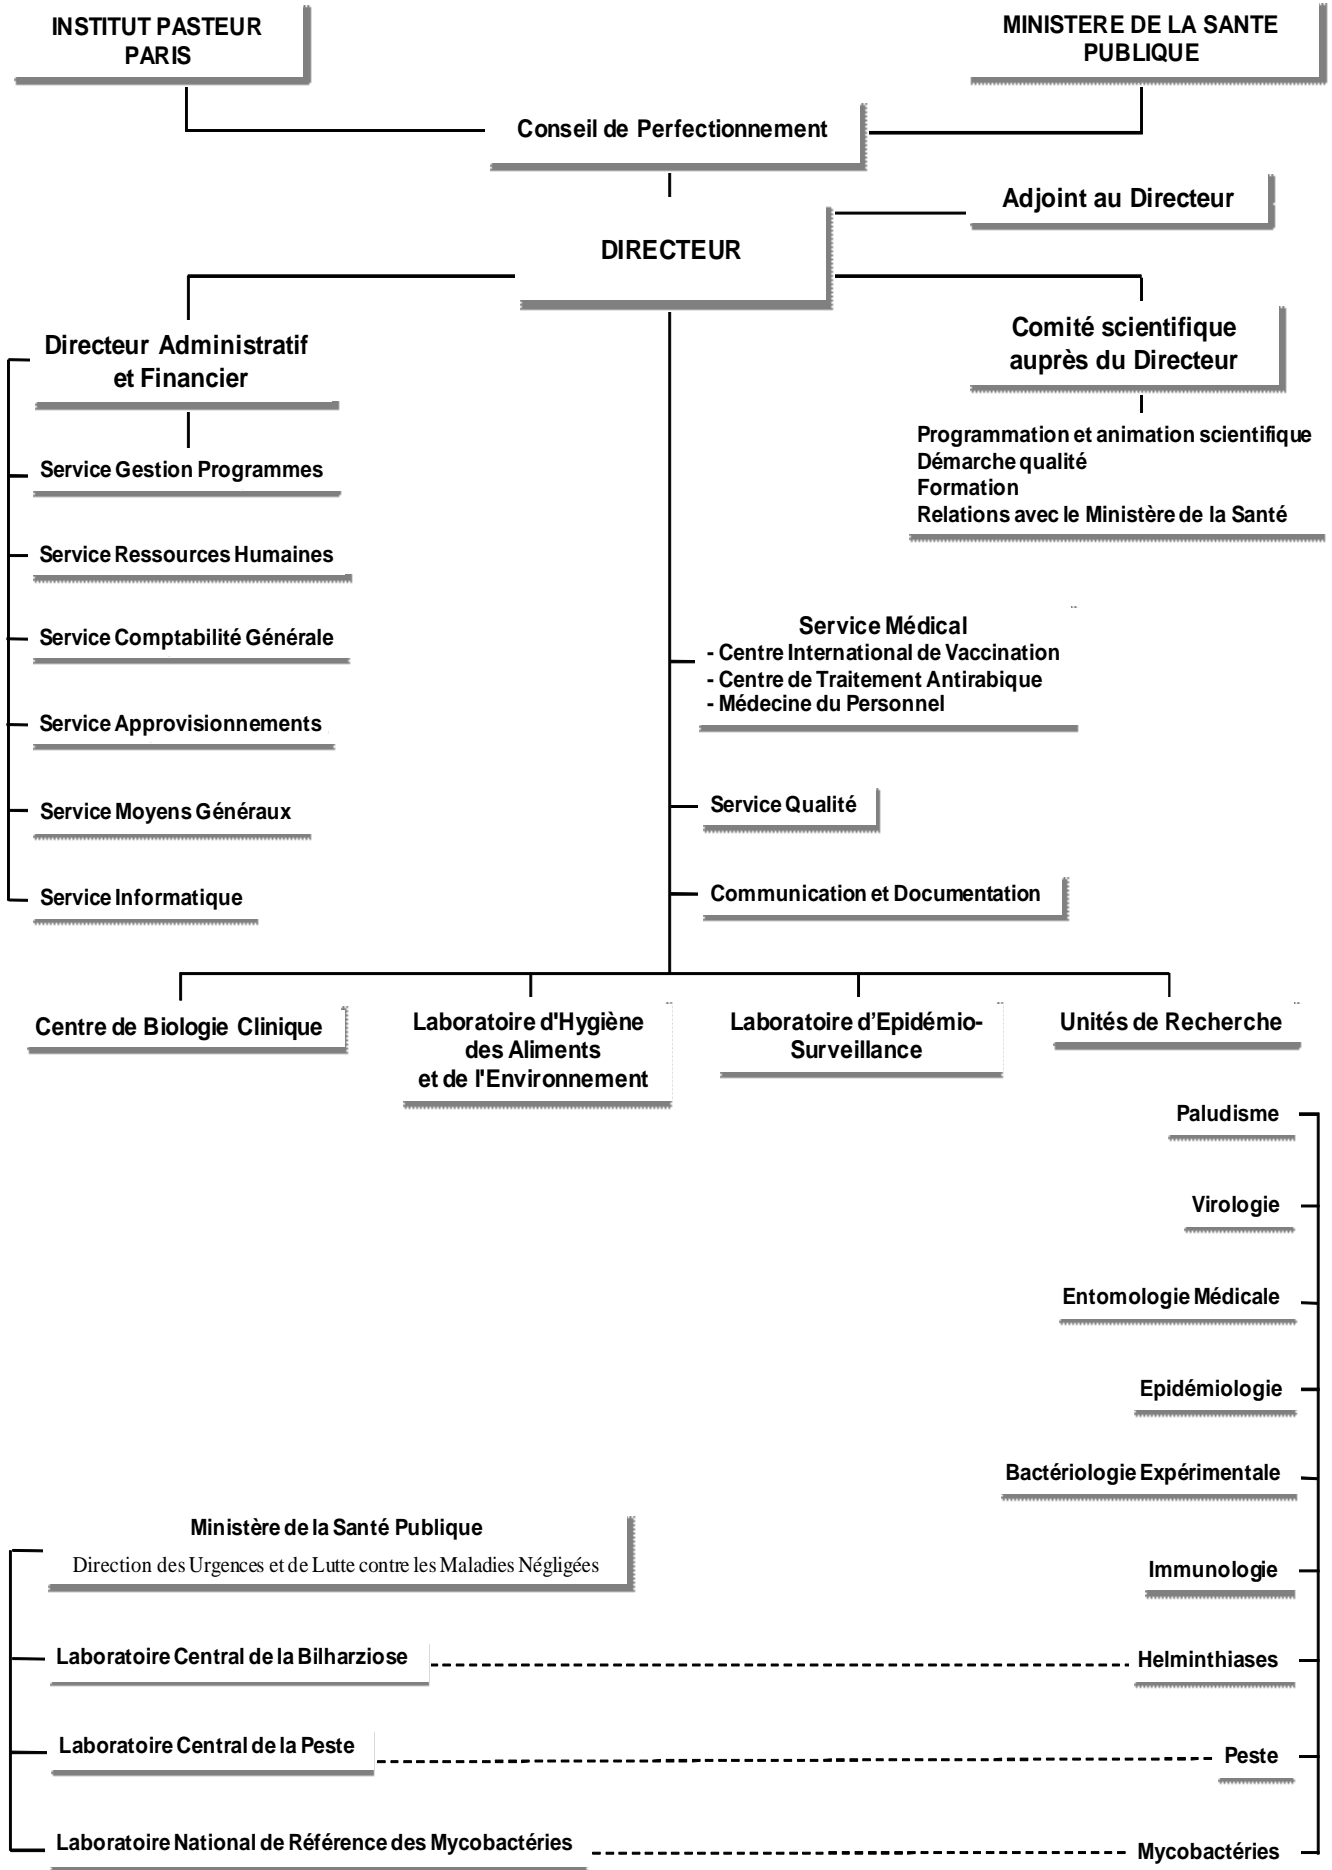 INSTITUT PASTEUR
PARIS
MINISTERE DE LA SANTE
PUBLIQUE
Conseil de Perfectionnement
Adjoint au Directeur
DIRECTEUR
Directeur Administratif
et Financier
Comité scientifique
auprès du Directeur
Programmation et animation scientifique
Démarche qualité
Formation
Relations avec le Ministère de la Santé
Service Gestion Programmes
Service Ressources Humaines
Service Comptabilité Générale
Service Approvisionnements
Service Moyens Généraux
Service Informatique
Service Médical
- Centre International de Vaccination
- Centre de Traitement Antirabique
- Médecine du Personnel
Service Qualité
Communication et Documentation
Centre de Biologie Clinique
Laboratoire d'Hygiène
des Aliments
et de l'Environnement
Laboratoire d’Epidémio-
Surveillance
Unités de Recherche
Paludisme
Virologie
Entomologie Médicale
Epidémiologie
Bactériologie Expérimentale
Immunologie
Helminthiases
Peste
Mycobactéries
Ministère de la Santé Publique
Direction des Urgences et de Lutte contre les Maladies Négligées
Laboratoire Central de la Bilharziose
Laboratoire Central de la Peste
Laboratoire National de Référence des Mycobactéries